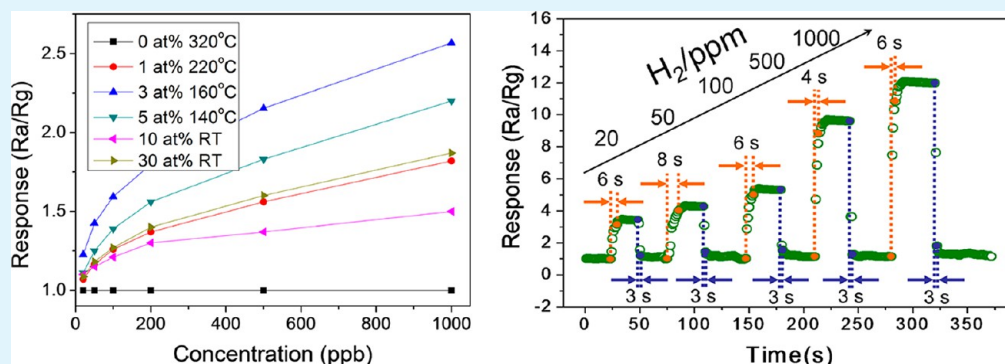 2.5
2.0
1.5
1.0
Response (Ra/Rg)
0 at% 320°C
1 at% 220°C
3 at% 160°C
5 at% 140°C
10 at% RT
30 at% RT
0 200 400 600 800 1000
Concentration (ppb)
16
14
12
10
8
6
4
2
0
-2
Response (Ra/Rg)
H2/ppm
20 50 100 500 1000
6 s 8 s 6 s 4 s 6 s
3 s 3 s 3 s 3 s 3 s
0 50 100 150 200 250 300 350
Time(s)